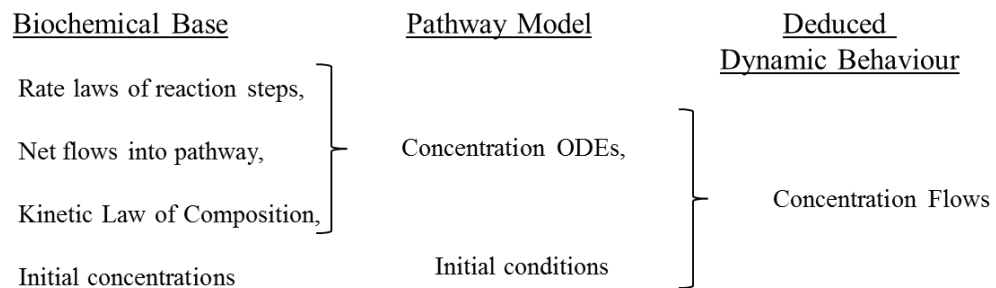 Biochemical Base
Rate laws of reaction steps,
Net flows into pathway,
Kinetic Law of Composition,
Initial concentrations
Pathway Model
Concentration ODEs,
Initial conditions
Deduced
Dynamic Behaviour
Concentration Flows